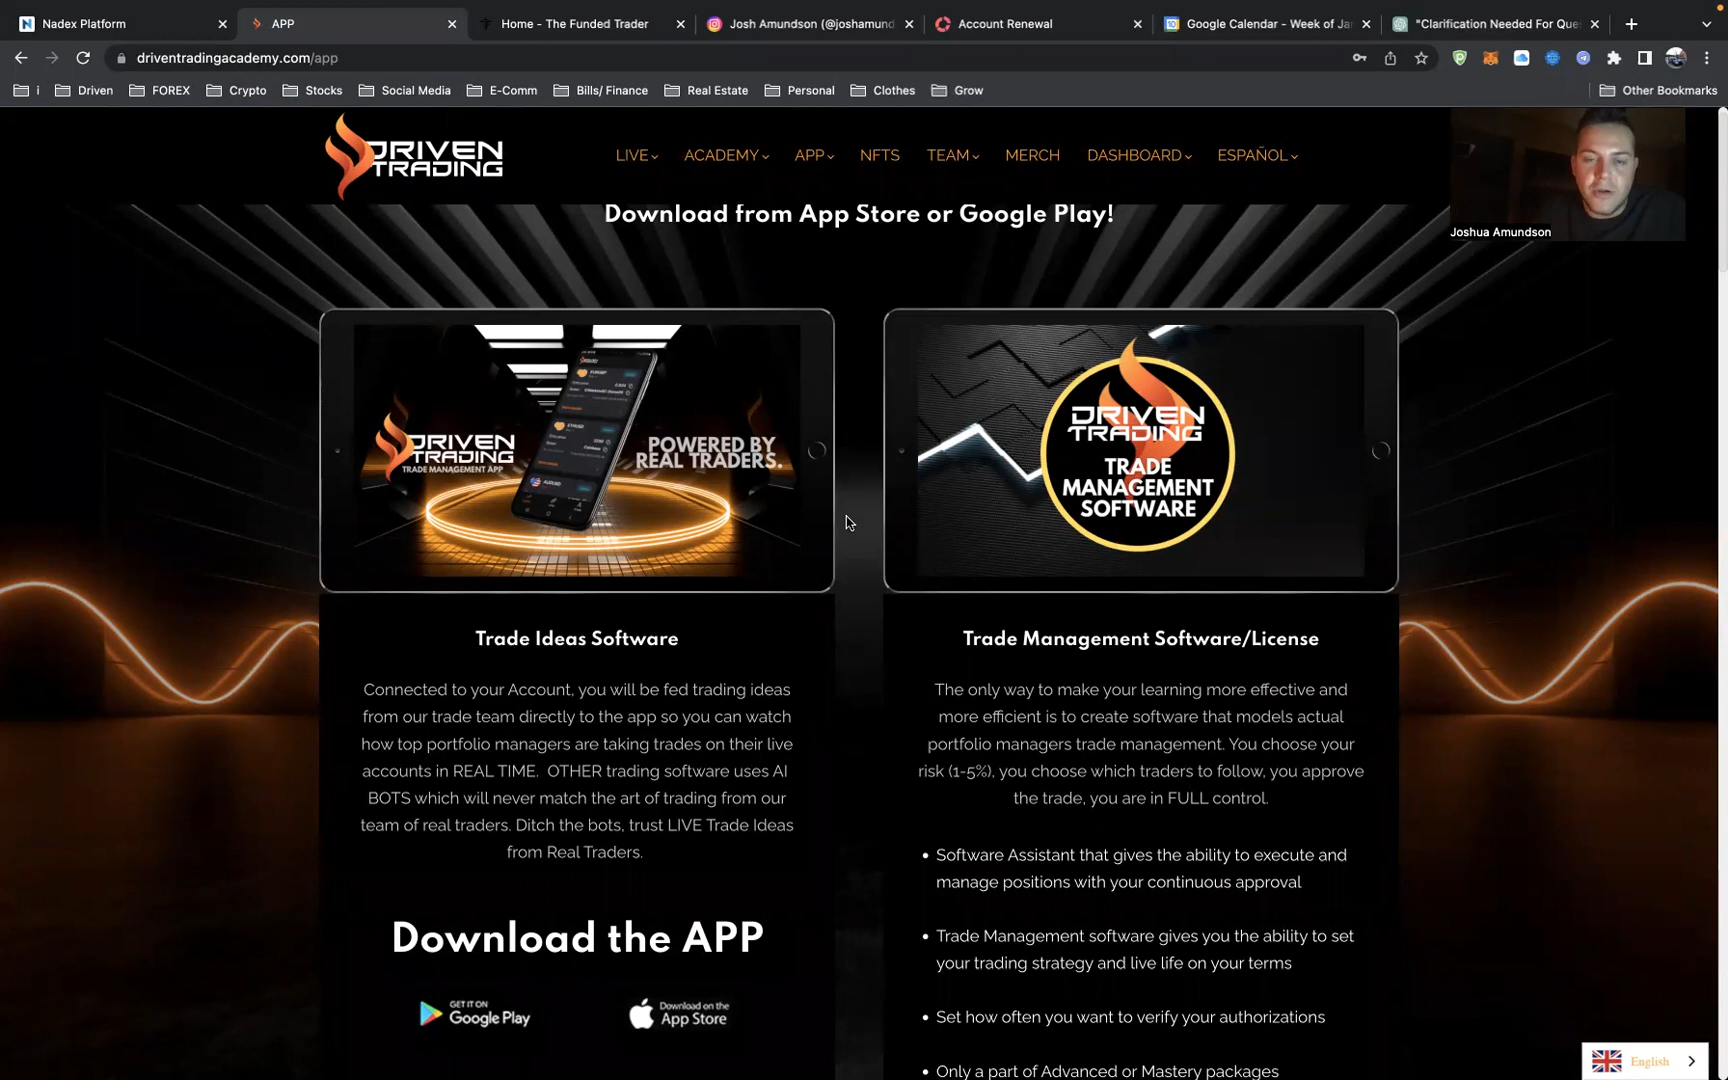 Nadex Platform
APP
Home - The Funded Trader
Josh Amundson (@joshamund
Account Renewal
Google Calendar - Week of Ja
"Clarification Needed For Que
driventradingacademy.com/app
i
Driven
FOREX
Crypto
Stocks
Social Media
E-Comm
Bills/ Finance
Real Estate
Personal
Clothes
Grow
Other Bookmarks
DRIVEN
TRADING
LIVE
ACADEMY
APP
NFTS
TEAM
MERCH
DASHBOARD
ESPAÑOL
Joshua Amundson
Download from App Store or Google Play!
DRIVEN
TRADING
TRADE MANAGEMENT APP
POWERED BY
REAL TRADERS.
DRIVEN
TRADING
TRADE
MANAGEMENT
SOFTWARE
Trade Ideas Software
Connected to your Account, you will be fed trading ideas
from our trade team directly to the app so you can watch
how top portfolio managers are taking trades on their live
accounts in REAL TIME.  OTHER trading software uses AI
BOTS which will never match the art of trading from our
team of real traders. Ditch the bots, trust LIVE Trade Ideas
from Real Traders.
Download the APP
GET IT ON
Google Play
Download on the
App Store
Trade Management Software/License
The only way to make your learning more effective and
more efficient is to create software that models actual
portfolio managers trade management. You choose your
risk (1-5%), you choose which traders to follow, you approve
the trade, you are in FULL control.
• Software Assistant that gives the ability to execute and
manage positions with your continuous approval
• Trade Management software gives you the ability to set
your trading strategy and live life on your terms
• Set how often you want to verify your authorizations
• Only a part of Advanced or Mastery packages
English